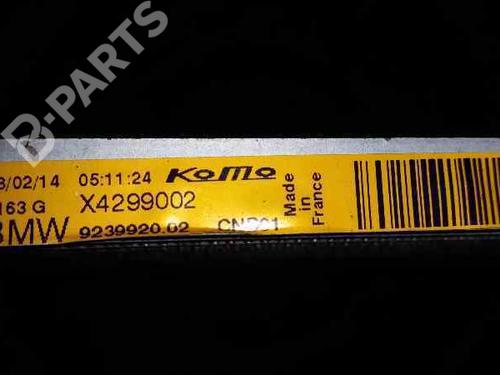 B-PARTS
3/02/14 05:11:24 KoMo
163 G X4299002
BMW 9239920.02
Made
in
France